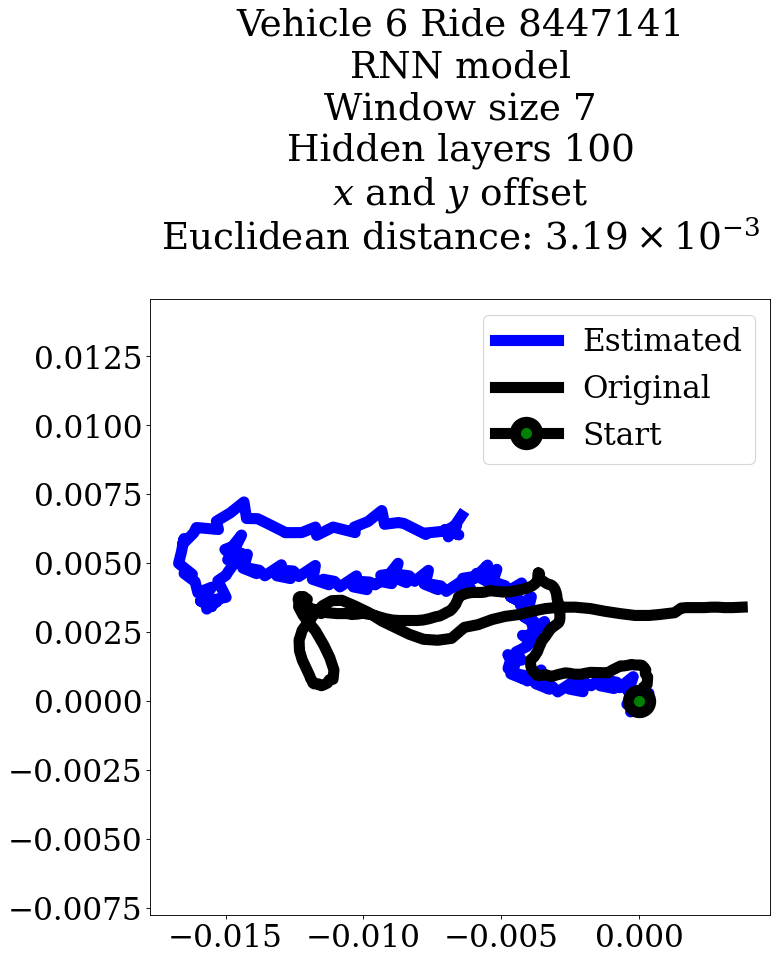 Vehicle 6 Ride 8447141
RNN model
Window size 7
Hidden layers 100
x and y offset
Euclidean distance: 3.19 × 10⁻³
Estimated
Original
Start
0.0125
0.0100
0.0075
0.0050
0.0025
0.0000
−0.0025
−0.0050
−0.0075
−0.015 −0.010 −0.005 0.000